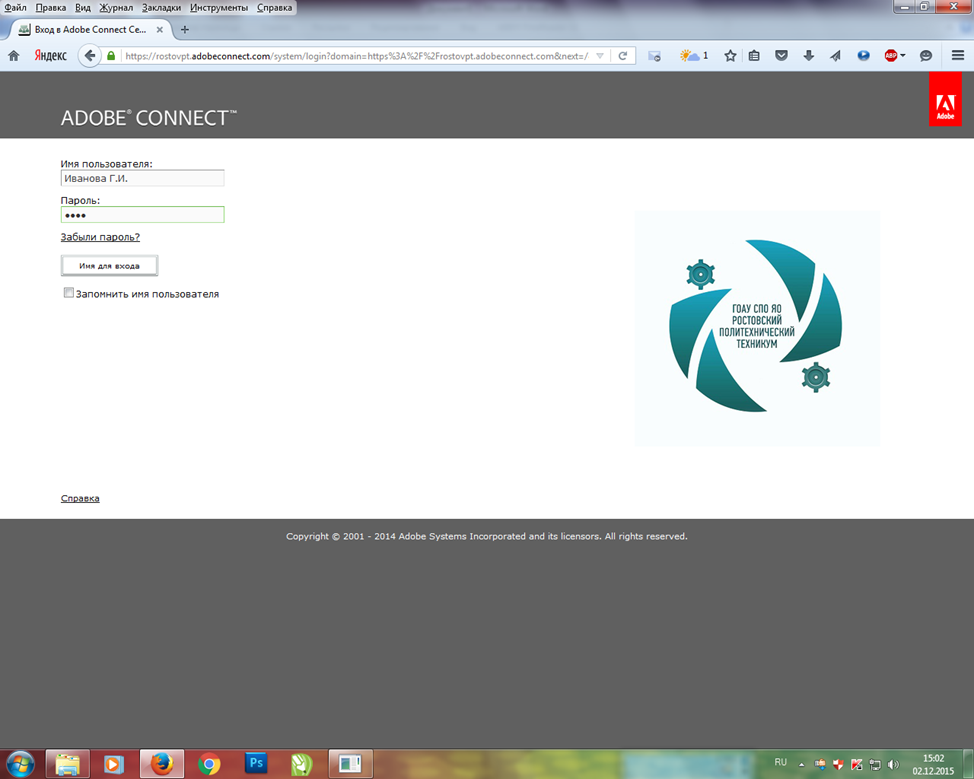 Файл Правка Вид Журнал Закладки Инструменты Справка
Вход в Adobe Connect Се...
Яндекс
https://rostovpt.adobeconnect.com/system/login?domain=https%3A%2F%2Frostovpt.adobeconnect.com&next=/
1
ABP
ADOBE® CONNECT™
Adobe
Имя пользователя:
Иванова Г.И.
Пароль:
••••
Забыли пароль?
Имя для входа
Запомнить имя пользователя
ГОАУ СПО ЯО
РОСТОВСКИЙ
ПОЛИТЕХНИЧЕСКИЙ
ТЕХНИКУМ
Справка
Copyright © 2001 - 2014 Adobe Systems Incorporated and its licensors. All rights reserved.
Ps
RU
15:02
02.12.2015